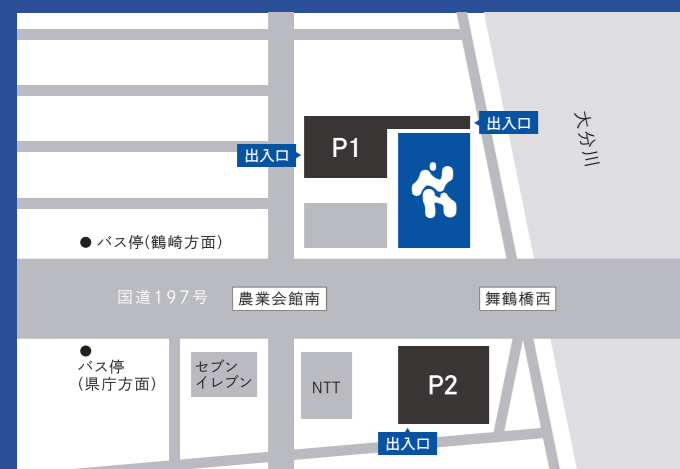 大分川
出入口
P1
出入口
バス停(鶴崎方面)
国道197号
農業会館南
舞鶴橋西
バス停
(県庁方面)
セブン
イレブン
NTT
P2
出入口